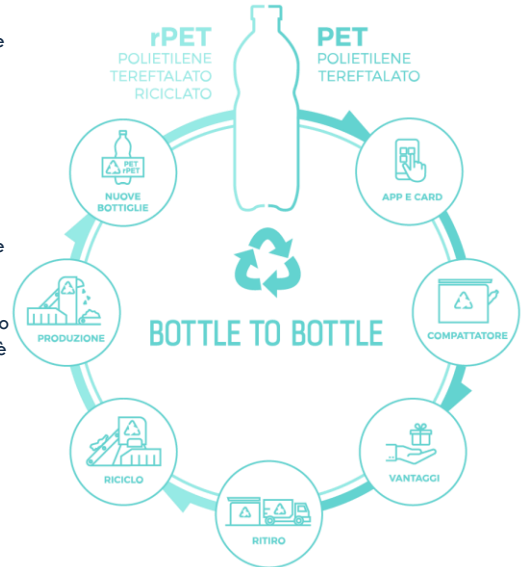 rPET
POLIETILENE
TEREFTALATO
RICICLATO
PET
POLIETILENE
TEREFTALATO
APP E CARD
COMPATTATORE
VANTAGGI
RITIRO
RICICLO
PRODUZIONE
PET
rPET
NUOVE
BOTTIGLIE
BOTTLE TO BOTTLE
e
e
o
è